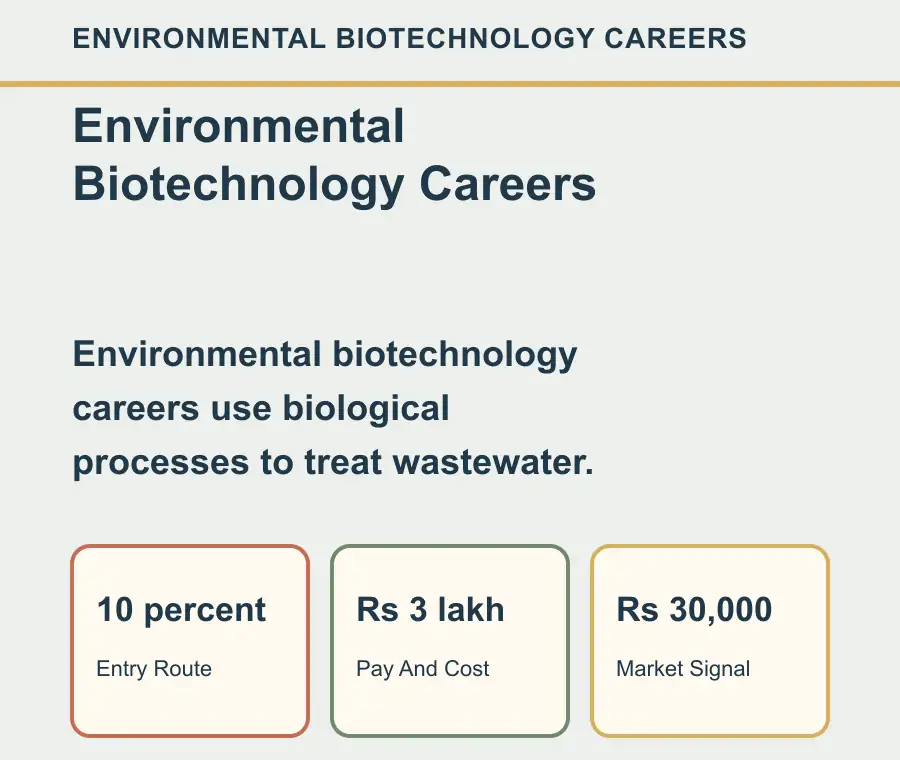 ENVIRONMENTAL BIOTECHNOLOGY CAREERS
Environmental
Biotechnology Careers
Environmental biotechnology
careers use biological
processes to treat wastewater.
10 percent
Entry Route
Rs 3 lakh
Pay And Cost
Rs 30,000
Market Signal